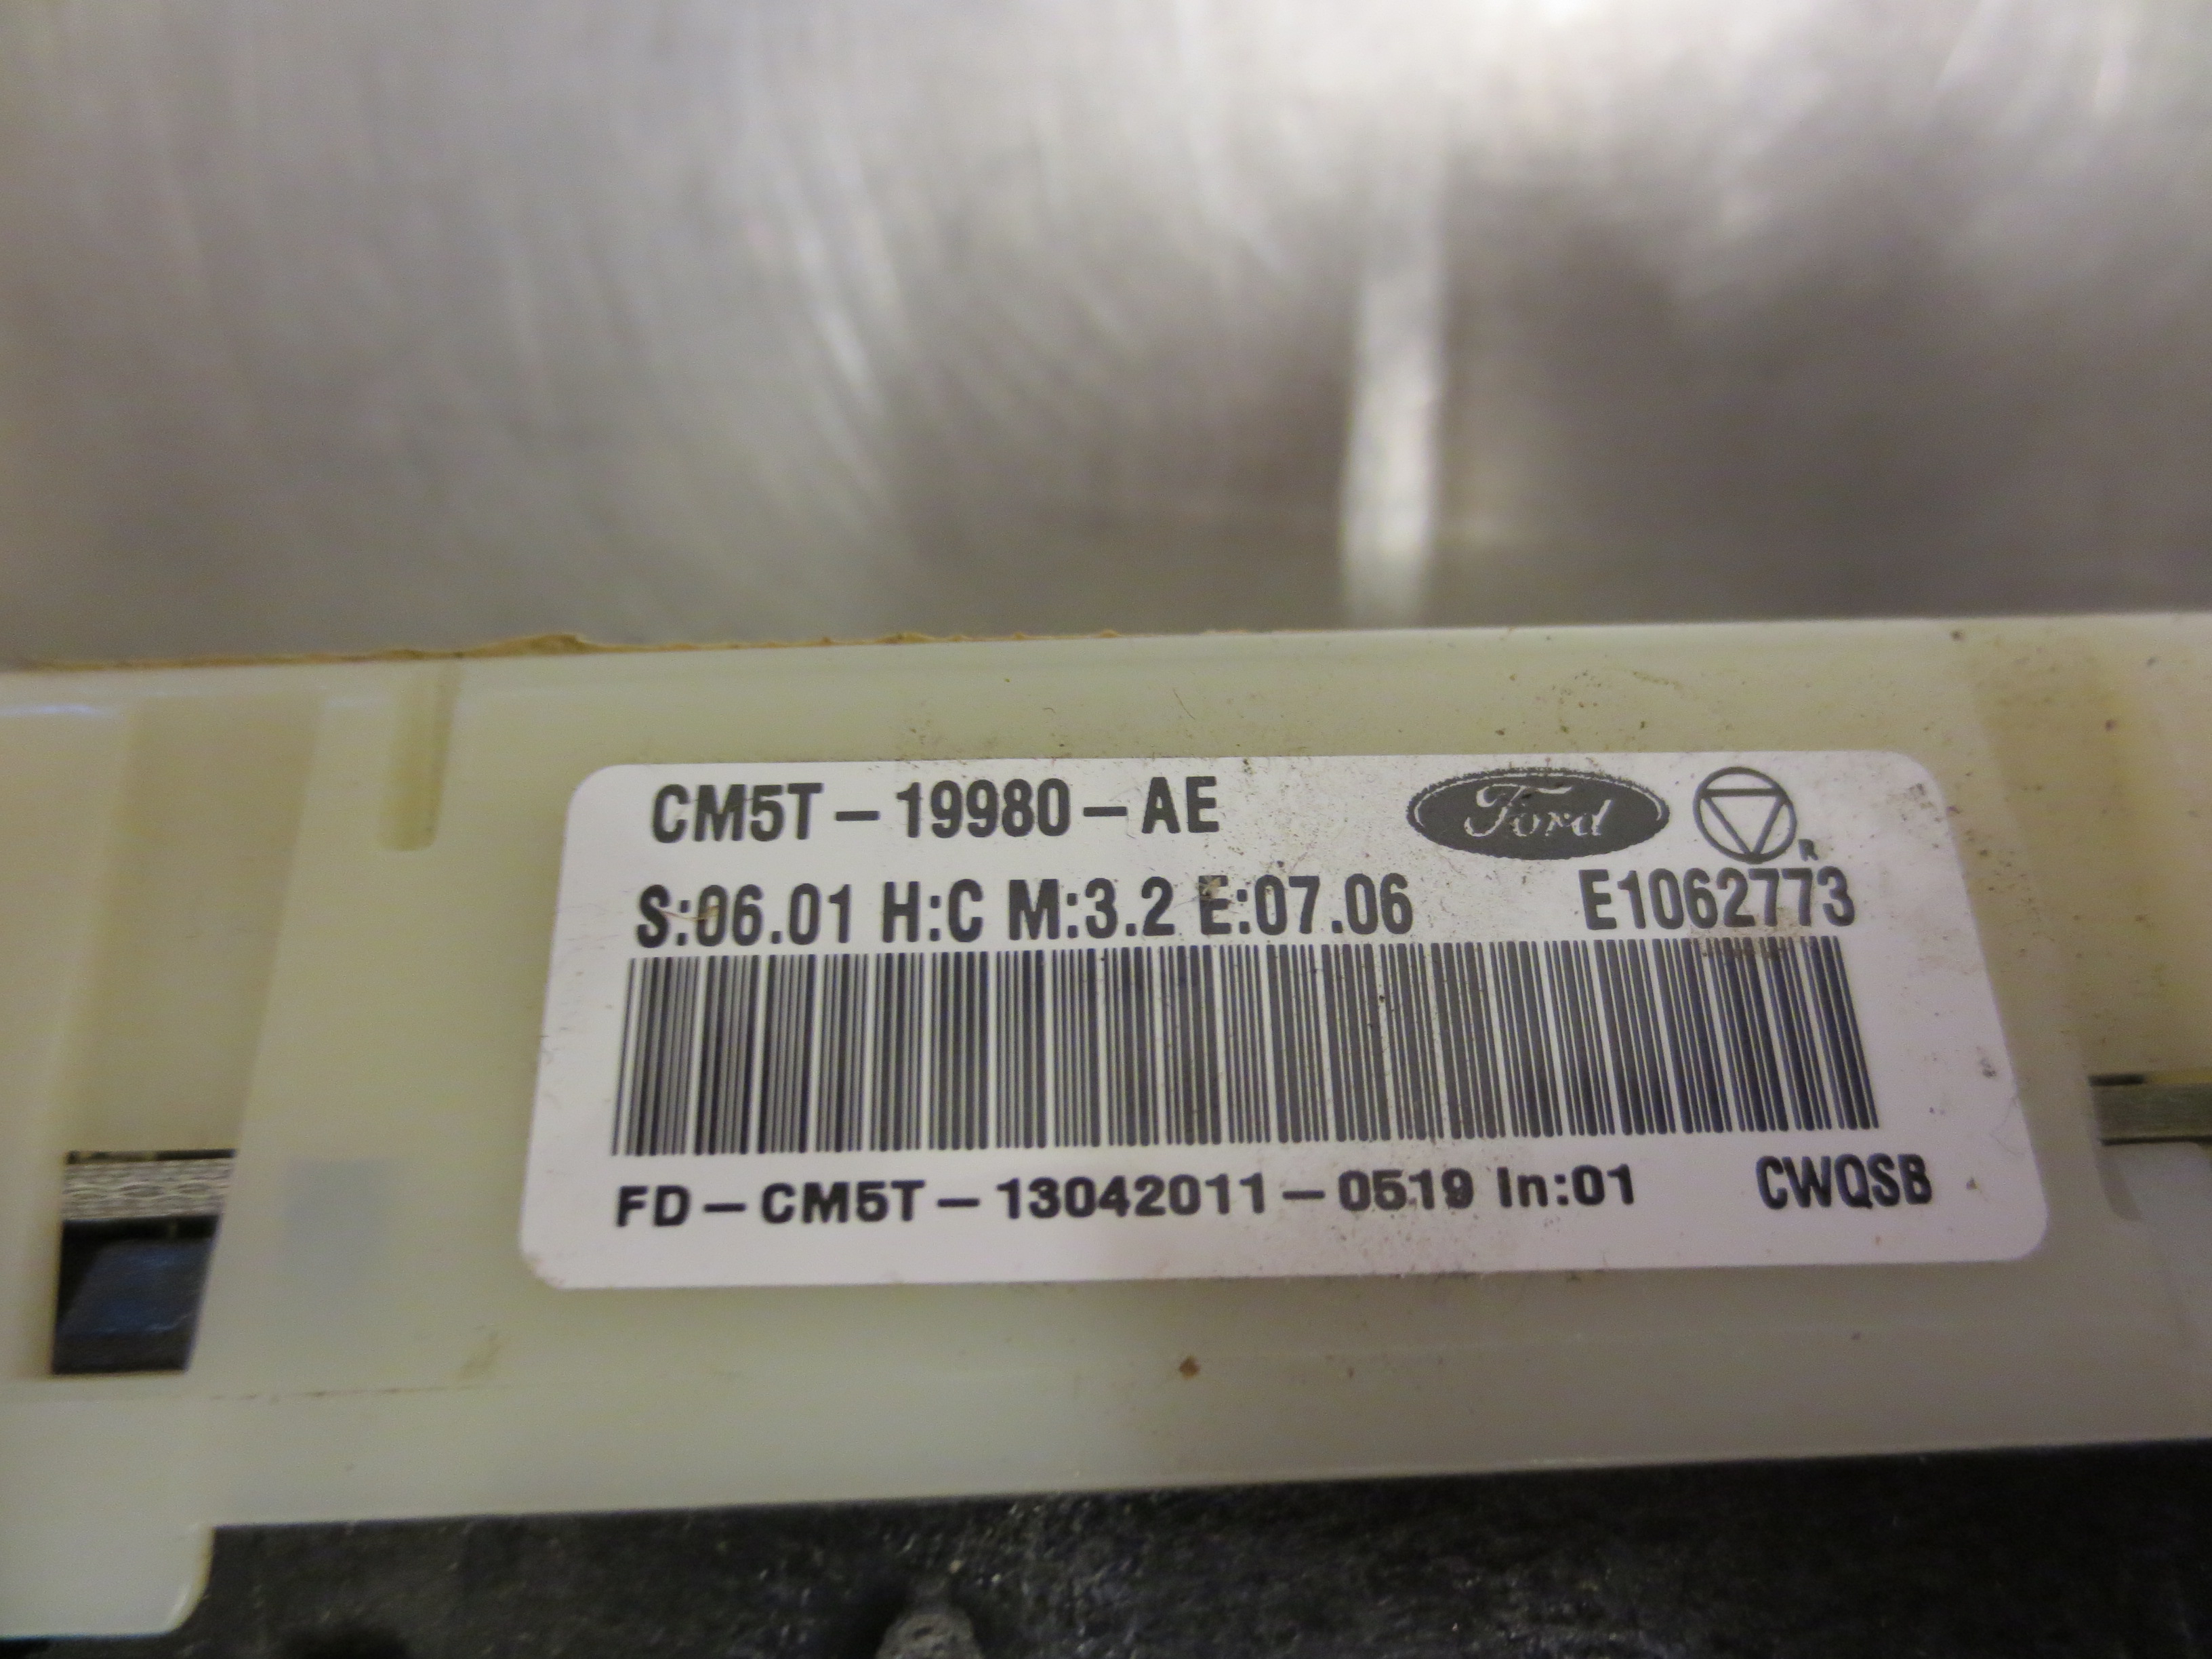 CM5T-19980-AE Ford R
S:06.01 H:C M:3.2 E:07.06 E1062773
FD-CM5T-13042011-0519 In:01 CWQSB